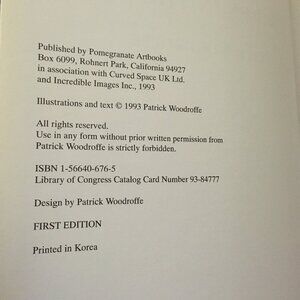 Published by Pomegranate Artbooks
Box 6099, Rohnert Park, California 94927
in association with Curved Space UK Ltd.
and Incredible Images Inc., 1993
Illustrations and text © 1993 Patrick Woodroffe
All rights reserved.
Use in any form without prior written permission from
Patrick Woodroffe is strictly forbidden.
ISBN 1-56640-676-5
Library of Congress Catalog Card Number 93-84777
Design by Patrick Woodroffe
FIRST EDITION
Printed in Korea